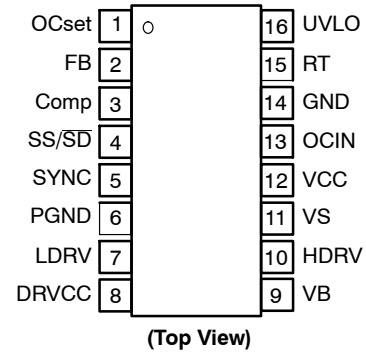 OCset 1 16 UVLO
FB 2 15 RT
Comp 3 14 GND
SS/S̅D̅ 4 13 OCIN
SYNC 5 12 VCC
PGND 6 11 VS
LDRV 7 10 HDRV
DRVCC 8 9 VB
(Top View)